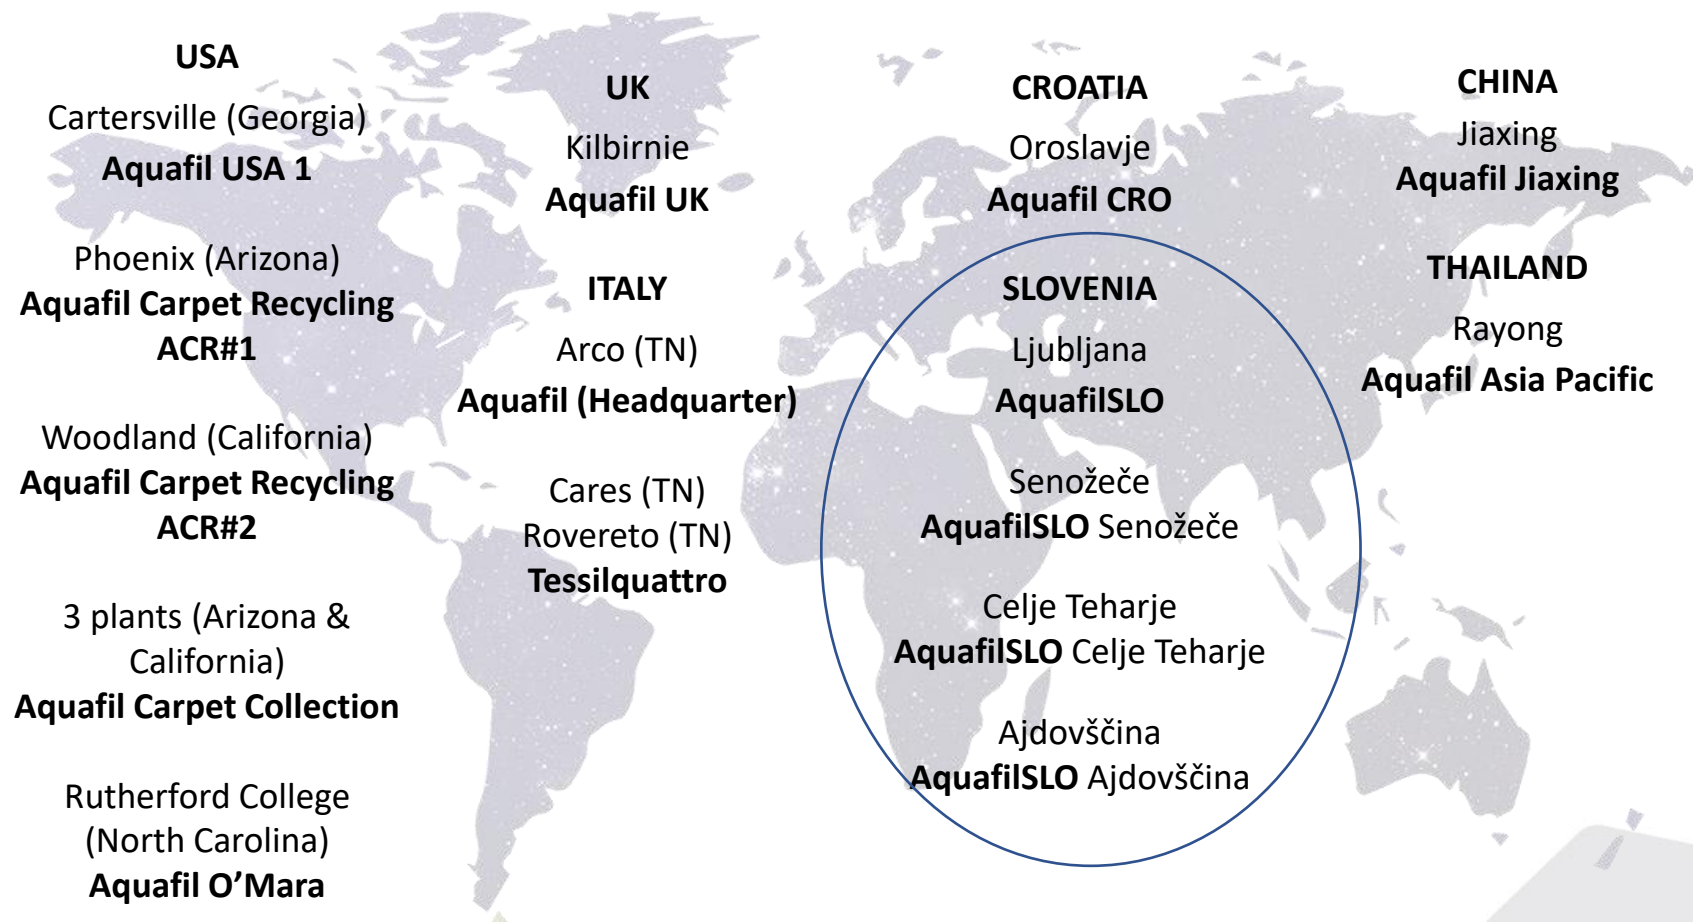 USA
Cartersville (Georgia)
Aquafil USA 1
Phoenix (Arizona)
Aquafil Carpet Recycling
ACR#1
Woodland (California)
Aquafil Carpet Recycling
ACR#2
3 plants (Arizona &
California)
Aquafil Carpet Collection
Rutherford College
(North Carolina)
Aquafil O’Mara
UK
Kilbirnie
Aquafil UK
ITALY
Arco (TN)
Aquafil (Headquarter)
Cares (TN)
Rovereto (TN)
Tessilquattro
CROATIA
Oroslavje
Aquafil CRO
SLOVENIA
Ljubljana
AquafilSLO
Senožeče
AquafilSLO Senožeče
Celje Teharje
AquafilSLO Celje Teharje
Ajdovščina
AquafilSLO Ajdovščina
CHINA
Jiaxing
Aquafil Jiaxing
THAILAND
Rayong
Aquafil Asia Pacific